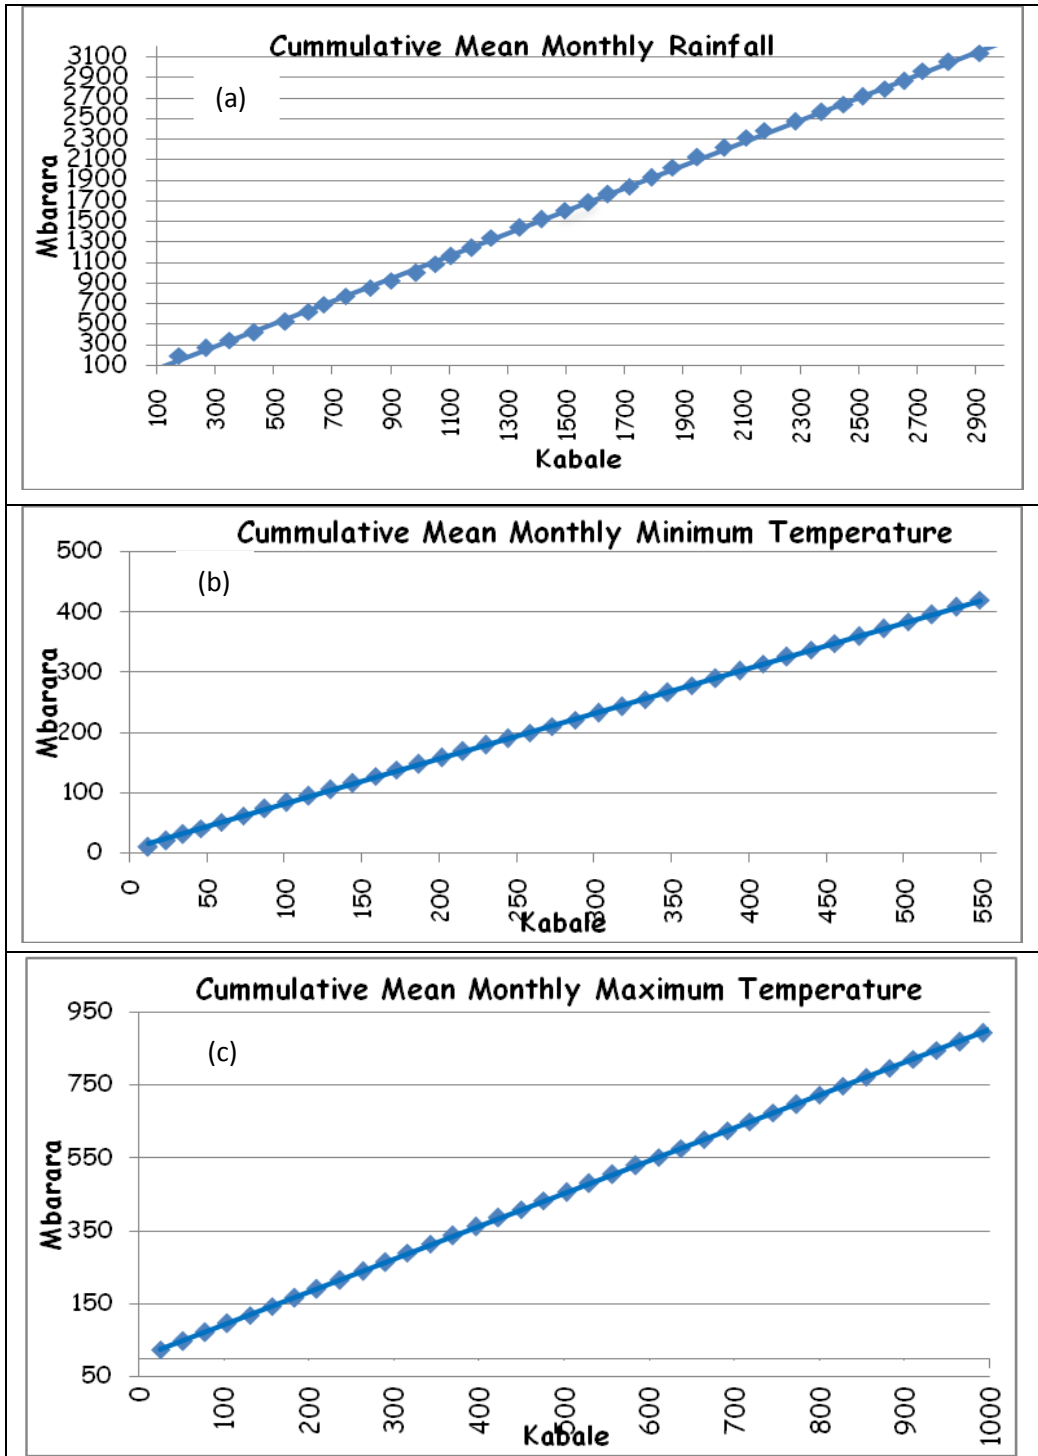 Cummulative Mean Monthly Rainfall
(a)
Mbarara
3100
2900
2700
2500
2300
2100
1900
1700
1500
1300
1100
900
700
500
300
100
100 300 500 700 900 1100 1300 1500 1700 1900 2100 2300 2500 2700 2900
Kabale
Cummulative Mean Monthly Minimum Temperature
(b)
Mbarara
500
400
300
200
100
0
0 50 100 150 200 250 300 350 400 450 500 550
Kabale
Cummulative Mean Monthly Maximum Temperature
(c)
Mbarara
950
750
550
350
150
50
0 100 200 300 400 500 600 700 800 900 1000
Kabale